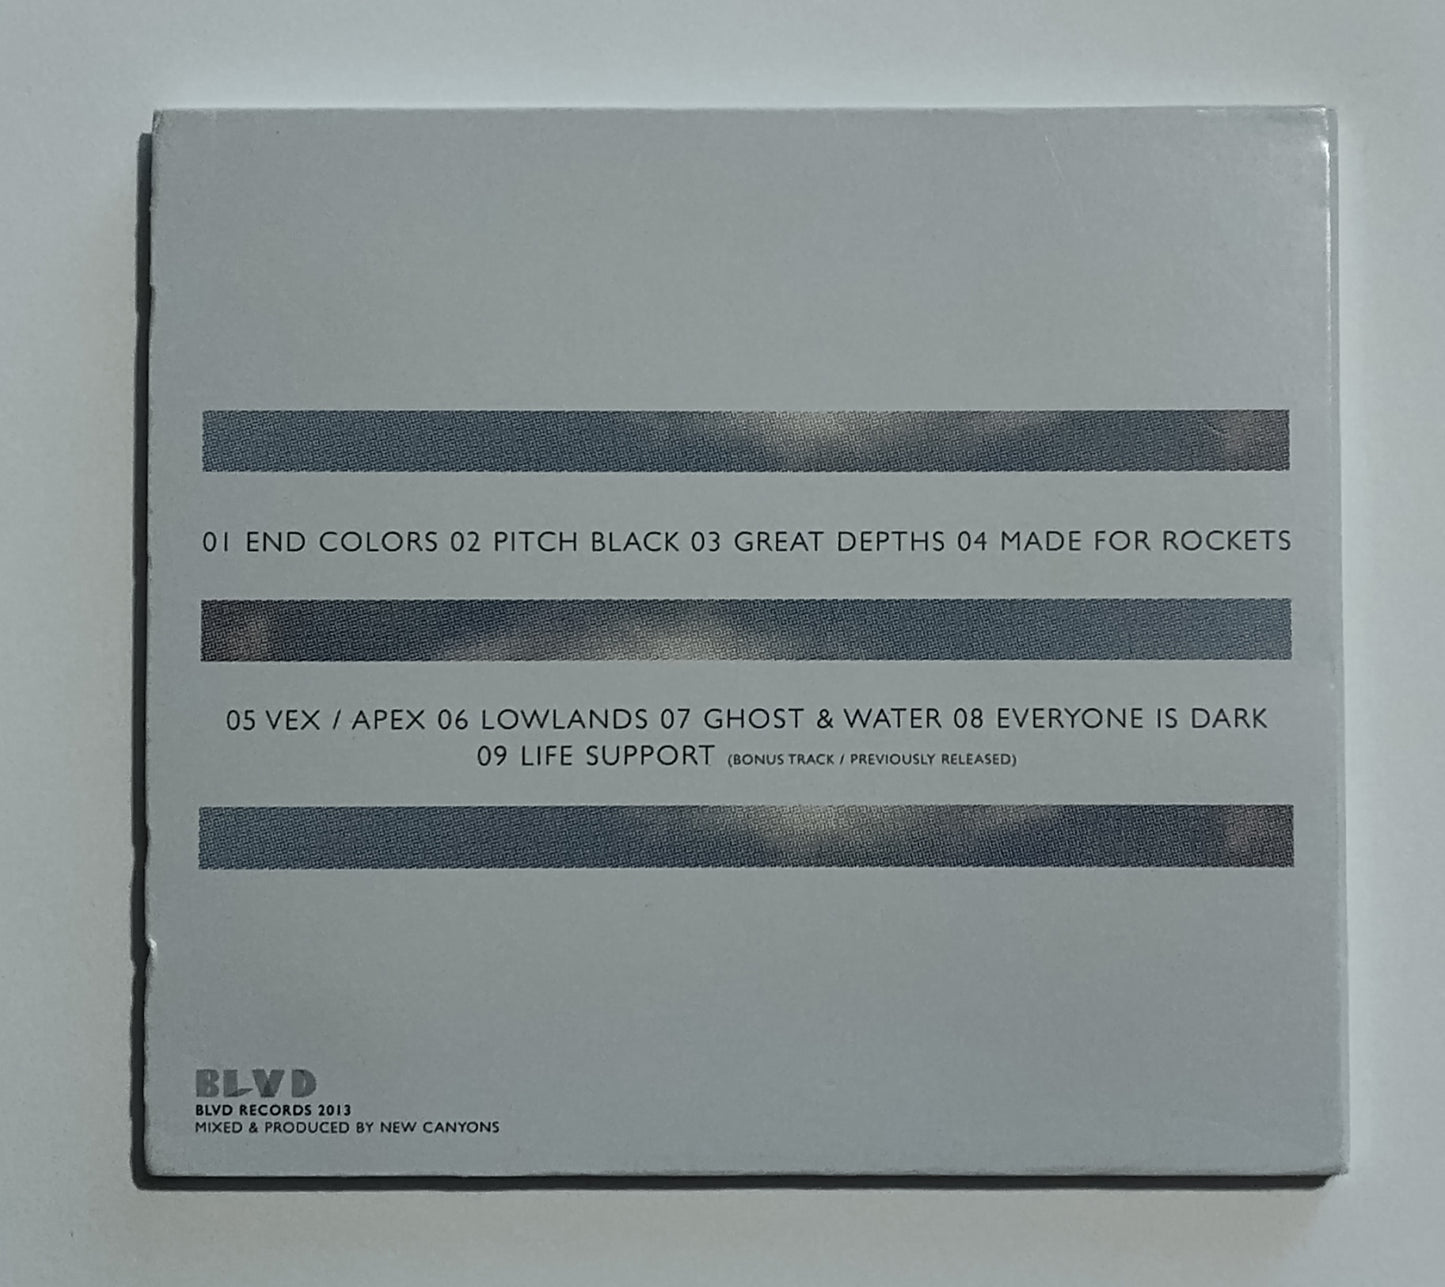 01 END COLORS 02 PITCH BLACK 03 GREAT DEPTHS 04 MADE FOR ROCKETS
05 VEX / APEX 06 LOWLANDS 07 GHOST & WATER 08 EVERYONE IS DARK
09 LIFE SUPPORT (BONUS TRACK / PREVIOUSLY RELEASED)
BLVD
BLVD RECORDS 2013
MIXED & PRODUCED BY NEW CANYONS